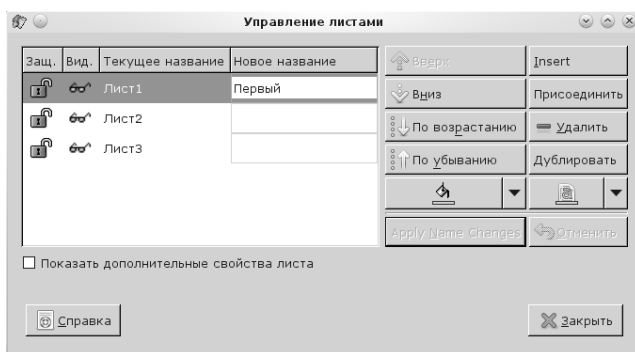 Управление листами
Защ. Вид. Текущее название Новое название
Лист1 Первый
Лист2
Лист3
Вверх
Insert
Вниз
Присоединить
По возрастанию
Удалить
По убыванию
Дублировать
Apply Name Changes
Отменить
Показать дополнительные свойства листа
Справка
Закрыть